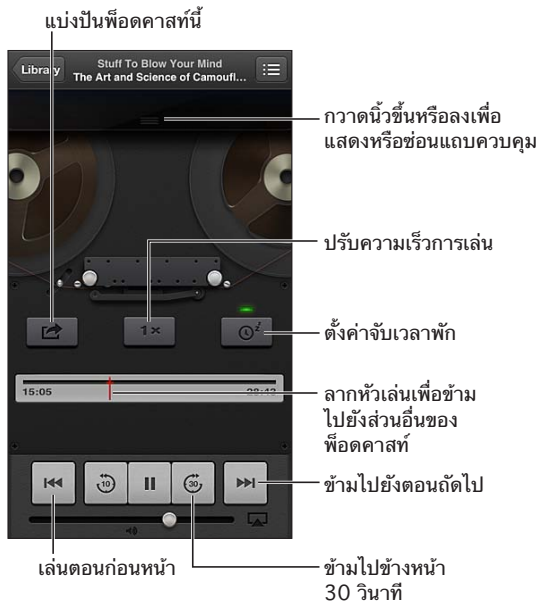 แบ่งปันพ็อดคาสท์นี้
Library
Stuff To Blow Your Mind
The Art and Science of Camoufl...
กวาดนิ้วขึ้นหรือลงเพื่อ
แสดงหรือซ่อนแถบควบคุม
ปรับความเร็วการเล่น
1×
z
ตั้งค่าจับเวลาพัก
15:05
28:43
ลากหัวเล่นเพื่อข้าม
ไปยังส่วนอื่นของ
พ็อดคาสท์
10
30
ข้ามไปยังตอนถัดไป
เล่นตอนก่อนหน้า
ข้ามไปข้างหน้า
30 วินาที